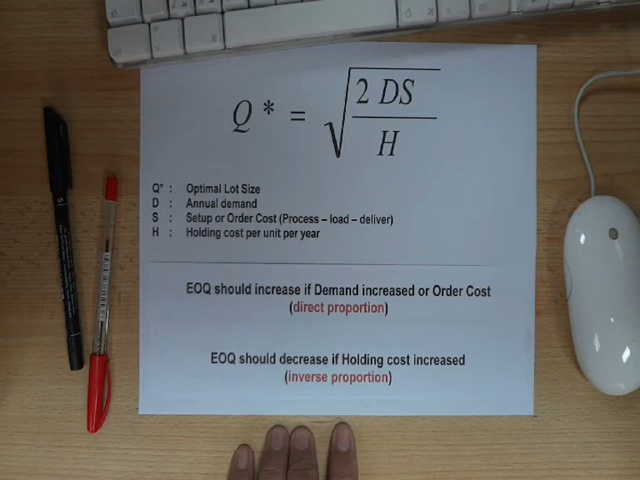 Q* = √(2 DS / H)
Q* : Optimal Lot Size
D : Annual demand
S : Setup or Order Cost (Process – load – deliver)
H : Holding cost per unit per year
EOQ should increase if Demand increased or Order Cost
(direct proportion)
EOQ should decrease if Holding cost increased
(inverse proportion)